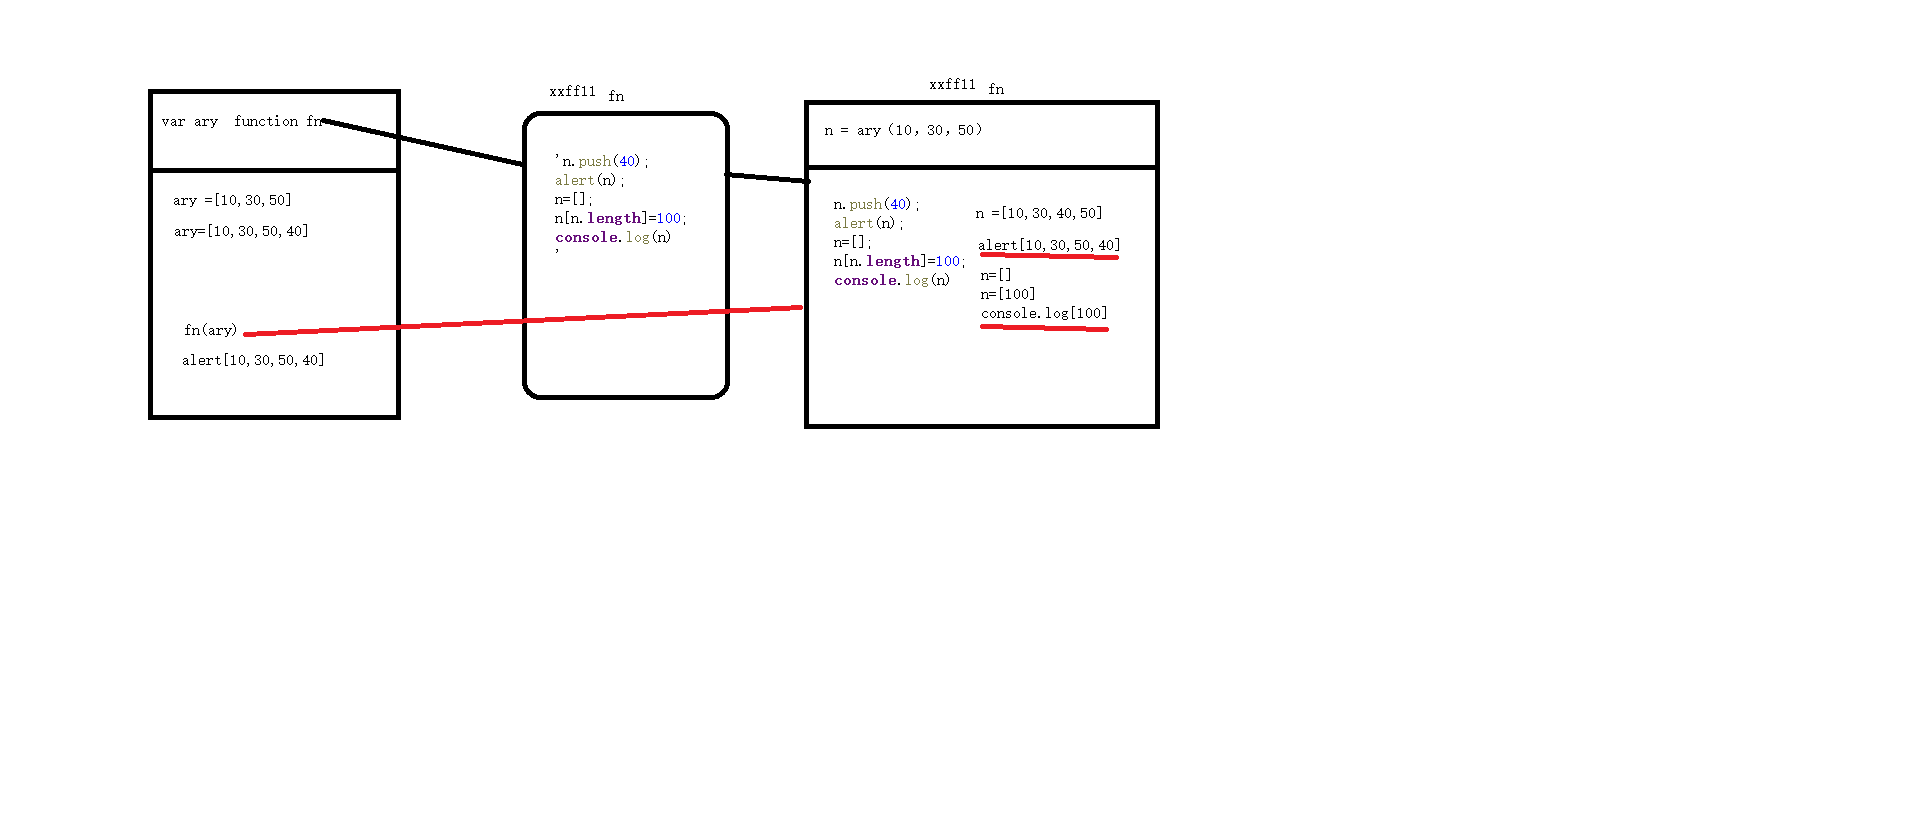 var ary  function fn
ary =[10,30,50]
ary=[10,30,50,40]
fn(ary)
alert[10,30,50,40]
xxff11 fn
'n.push(40);
alert(n);
n=[];
n[n.length]=100;
console.log(n)
'
xxff11 fn
n = ary（10，30，50）
n.push(40);
alert(n);
n=[];
n[n.length]=100;
console.log(n)
n =[10,30,40,50]
alert[10,30,50,40]
n=[]
n=[100]
console.log[100]